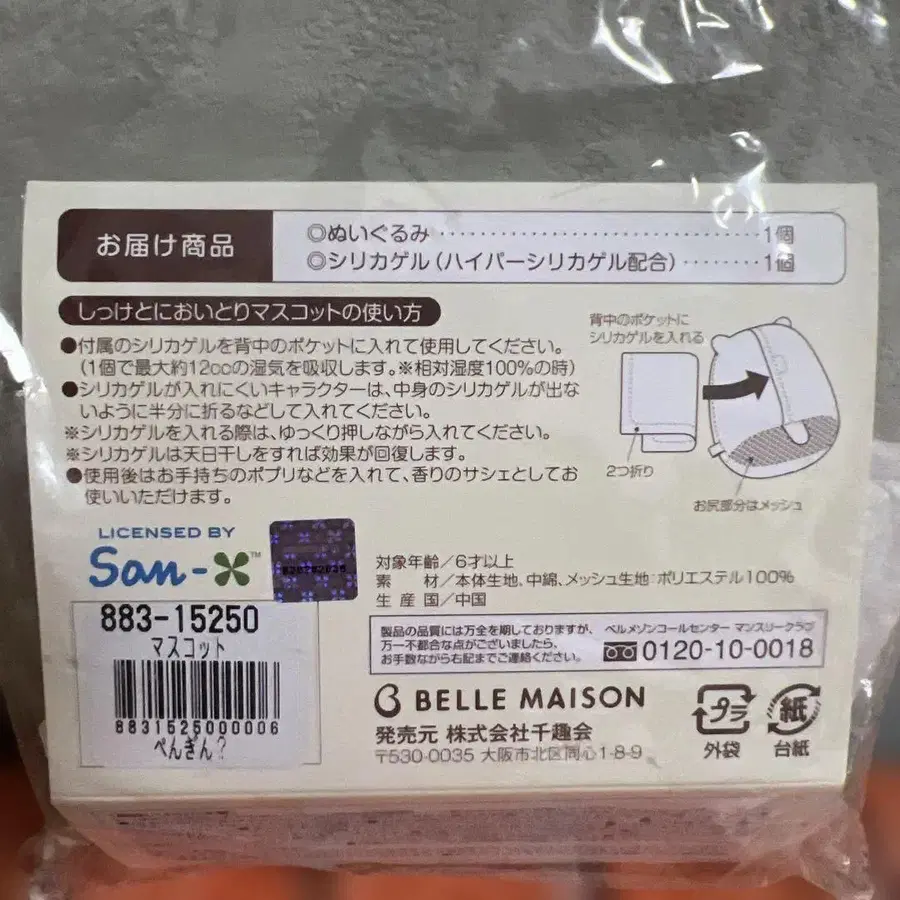 お届け商品
◎ぬいぐるみ……………………………1個
◎シリカゲル(ハイパーシリカゲル配合)………1個
しっけとにおいとりマスコットの使い方
●付属のシリカゲルを背中のポケットに入れて使用してください。
(1個で最大約12ccの湿気を吸収します。※相対湿度100%の時)
●シリカゲルが入れにくいキャラクターは、中身のシリカゲルが出な
いように半分に折るなどして入れてください。
※シリカゲルを入れる際は、ゆっくり押しながら入れてください。
※シリカゲルは天日干しをすれば効果が回復します。
●使用後はお手持ちのポプリなどを入れて、香りのサシェとしてお
使いいただけます。
背中のポケットに
シリカゲルを入れる
2つ折り
お尻部分はメッシュ
LICENSED BY
San-X™
883-15250
マスコット
8831525000006
ぺんぎん?
対象年齢/6才以上
素 材/本体生地、中綿、メッシュ生地:ポリエステル100%
生産国/中国
製品の品質には万全を期しておりますが、
万一不都合な点がございましたら、
お手数ながら右記までご連絡ください。
ベルメゾンコールセンター マンスリークラブ
0120-10-0018
BELLE MAISON
発売元 株式会社千趣会
〒530-0035 大阪市北区同心1-8-9
プラ
外袋
紙
台紙